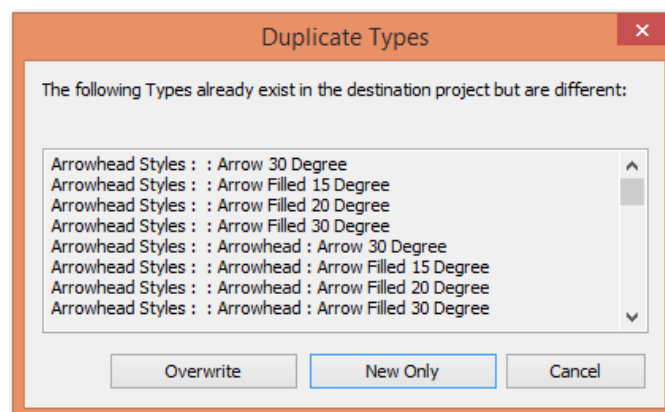 Duplicate Types
The following Types already exist in the destination project but are different:
Arrowhead Styles : : Arrow 30 Degree
Arrowhead Styles : : Arrow Filled 15 Degree
Arrowhead Styles : : Arrow Filled 20 Degree
Arrowhead Styles : : Arrow Filled 30 Degree
Arrowhead Styles : : Arrowhead : Arrow 30 Degree
Arrowhead Styles : : Arrowhead : Arrow Filled 15 Degree
Arrowhead Styles : : Arrowhead : Arrow Filled 20 Degree
Arrowhead Styles : : Arrowhead : Arrow Filled 30 Degree
Overwrite New Only Cancel